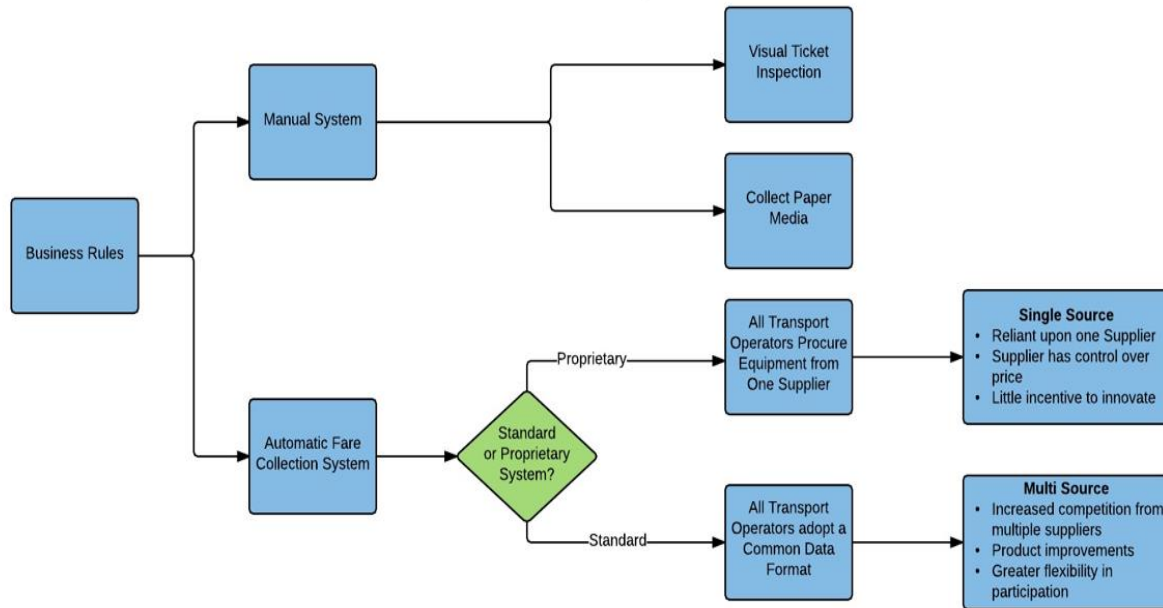 Visual Ticket
Inspection
Manual System
Collect Paper
Media
Business Rules
All Transport
Operators Procure
Equipment from
One Supplier
Single Source
• Reliant upon one Supplier
• Supplier has control over
price
• Little incentive to innovate
Proprietary
Automatic Fare
Collection System
Standard
or Proprietary
System?
Standard
All Transport
Operators adopt a
Common Data
Format
Multi Source
• Increased competition from
multiple suppliers
• Product improvements
• Greater flexibility in
participation